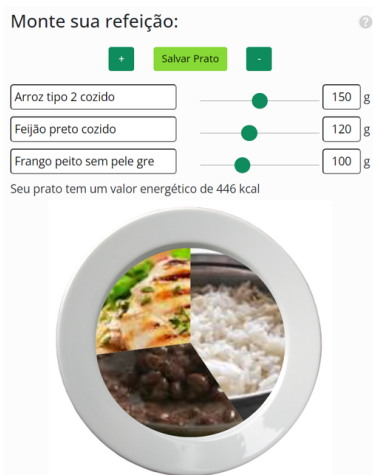 Monte sua refeição:
?
+ Salvar Prato -
Arroz tipo 2 cozido 150 g
Feijão preto cozido 120 g
Frango peito sem pele gre 100 g
Seu prato tem um valor energético de 446 kcal